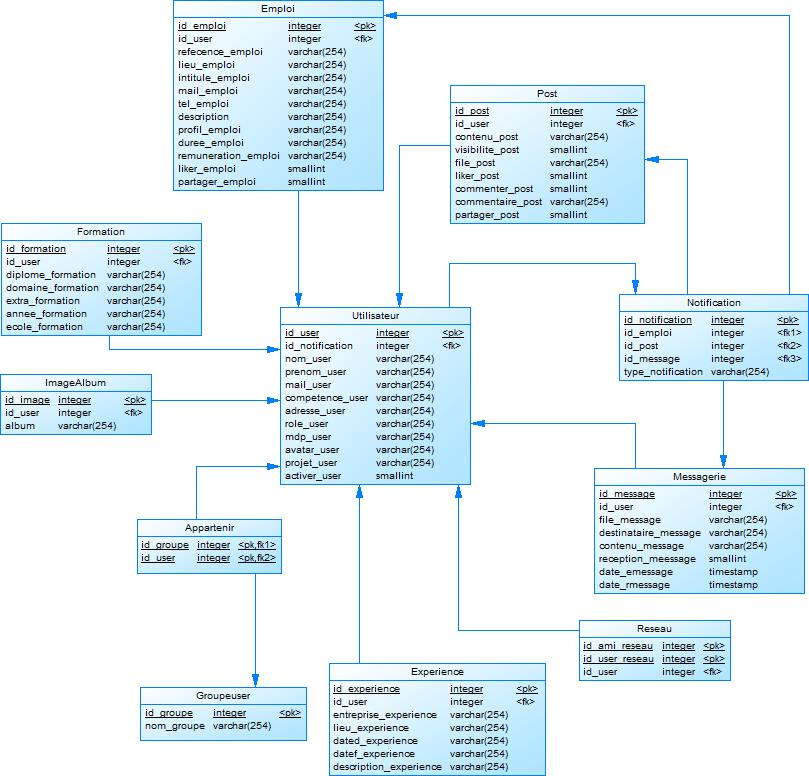 Emploi
id_emploi integer <pk>
id_user integer <fk>
refecence_emploi varchar(254)
lieu_emploi varchar(254)
intitule_emploi varchar(254)
mail_emploi varchar(254)
tel_emploi varchar(254)
description varchar(254)
profil_emploi varchar(254)
duree_emploi varchar(254)
remuneration_emploi varchar(254)
liker_emploi smallint
partager_emploi smallint
Post
id_post integer <pk>
id_user integer <fk>
contenu_post varchar(254)
visibilite_post smallint
file_post varchar(254)
liker_post smallint
commenter_post smallint
commentaire_post varchar(254)
partager_post smallint
Formation
id_formation integer <pk>
id_user integer <fk>
diplome_formation varchar(254)
domaine_formation varchar(254)
extra_formation varchar(254)
annee_formation varchar(254)
ecole_formation varchar(254)
Utilisateur
id_user integer <pk>
id_notification integer <fk>
nom_user varchar(254)
prenom_user varchar(254)
mail_user varchar(254)
competence_user varchar(254)
adresse_user varchar(254)
role_user varchar(254)
mdp_user varchar(254)
avatar_user varchar(254)
projet_user varchar(254)
activer_user smallint
Notification
id_notification integer <pk>
id_emploi integer <fk1>
id_post integer <fk2>
id_message integer <fk3>
type_notification varchar(254)
ImageAlbum
id_image integer <pk>
id_user integer <fk>
album varchar(254)
Messagerie
id_message integer <pk>
id_user integer <fk>
file_message varchar(254)
destinataire_message varchar(254)
contenu_message varchar(254)
reception_meessage smallint
date_emessage timestamp
date_rmessage timestamp
Appartenir
id_groupe integer <pk,fk1>
id_user integer <pk,fk2>
Reseau
id_ami_reseau integer <pk>
id_user_reseau integer <pk>
id_user integer <fk>
Experience
id_experience integer <pk>
id_user integer <fk>
entreprise_experience varchar(254)
lieu_experience varchar(254)
dated_experience varchar(254)
datef_experience varchar(254)
description_experience varchar(254)
Groupeuser
id_groupe integer <pk>
nom_groupe varchar(254)